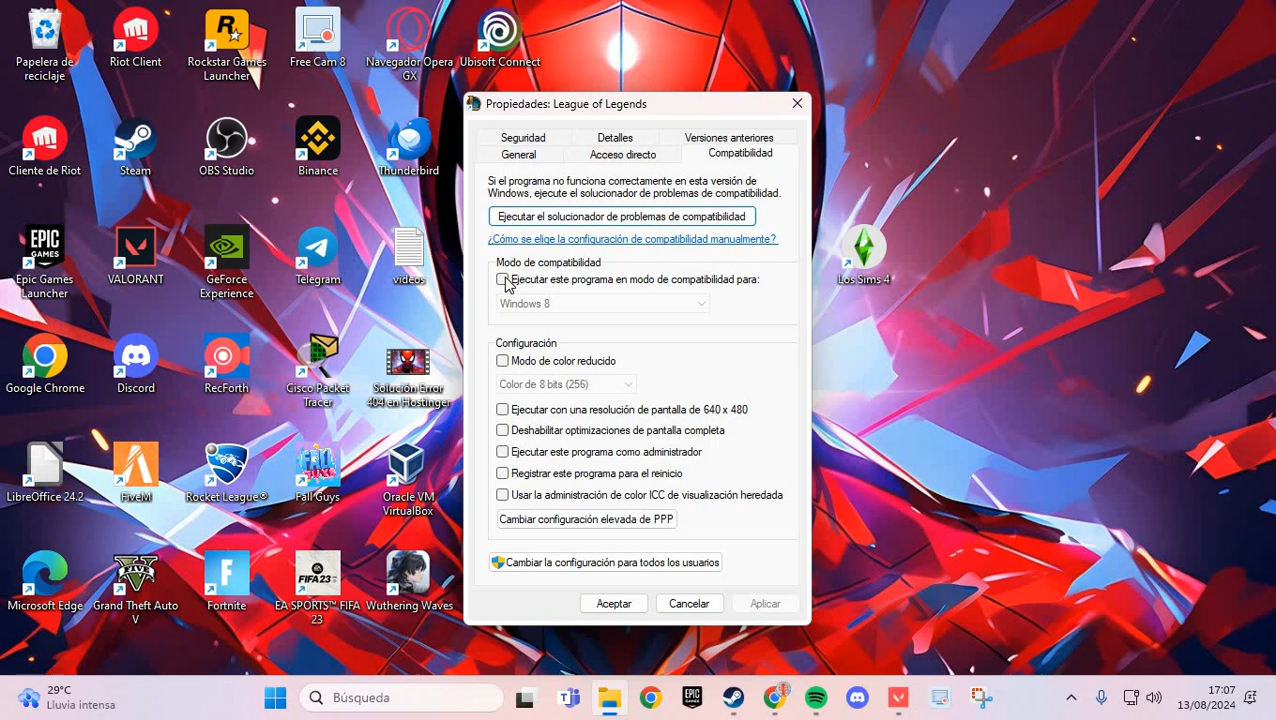 Papelera de
reciclaje
Riot Client
Rockstar Games
Launcher
Free Cam 8
Navegador Opera
GX
Ubisoft Connect
Cliente de Riot
Steam
OBS Studio
Binance
Thunderbird
Epic Games
Launcher
VALORANT
GeForce
Experience
Telegram
videos
Los Sims 4
Google Chrome
Discord
RecForth
Cisco Packet
Tracer
Solución Error
404 en Hostinger
LibreOffice 24.2
FiveM
Rocket League®
Fall Guys
Oracle VM
VirtualBox
Microsoft Edge
Grand Theft Auto
V
Fortnite
EA SPORTS™ FIFA
23
Wuthering Waves
Propiedades: League of Legends
Seguridad
Detalles
Versiones anteriores
General
Acceso directo
Compatibilidad
Si el programa no funciona correctamente en esta versión de
Windows, ejecute el solucionador de problemas de compatibilidad.
Ejecutar el solucionador de problemas de compatibilidad
¿Cómo se elige la configuración de compatibilidad manualmente?
Modo de compatibilidad
Ejecutar este programa en modo de compatibilidad para:
Windows 8
Configuración
Modo de color reducido
Color de 8 bits (256)
Ejecutar con una resolución de pantalla de 640 x 480
Deshabilitar optimizaciones de pantalla completa
Ejecutar este programa como administrador
Registrar este programa para el reinicio
Usar la administración de color ICC de visualización heredada
Cambiar configuración elevada de PPP
Cambiar la configuración para todos los usuarios
Aceptar
Cancelar
Aplicar
29°C
Lluvia intensa
Búsqueda
17:07
13/08/2024